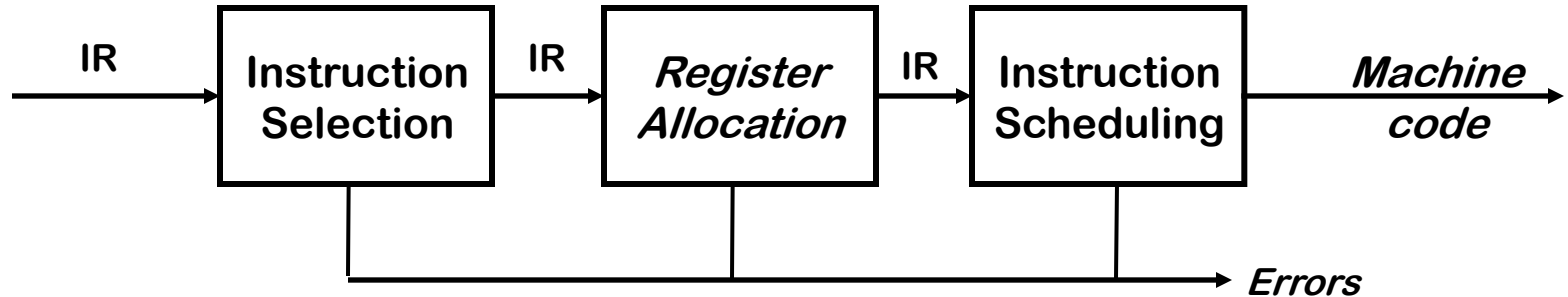 IR
Instruction
Selection
IR
Register
Allocation
IR
Instruction
Scheduling
Machine
code
Errors